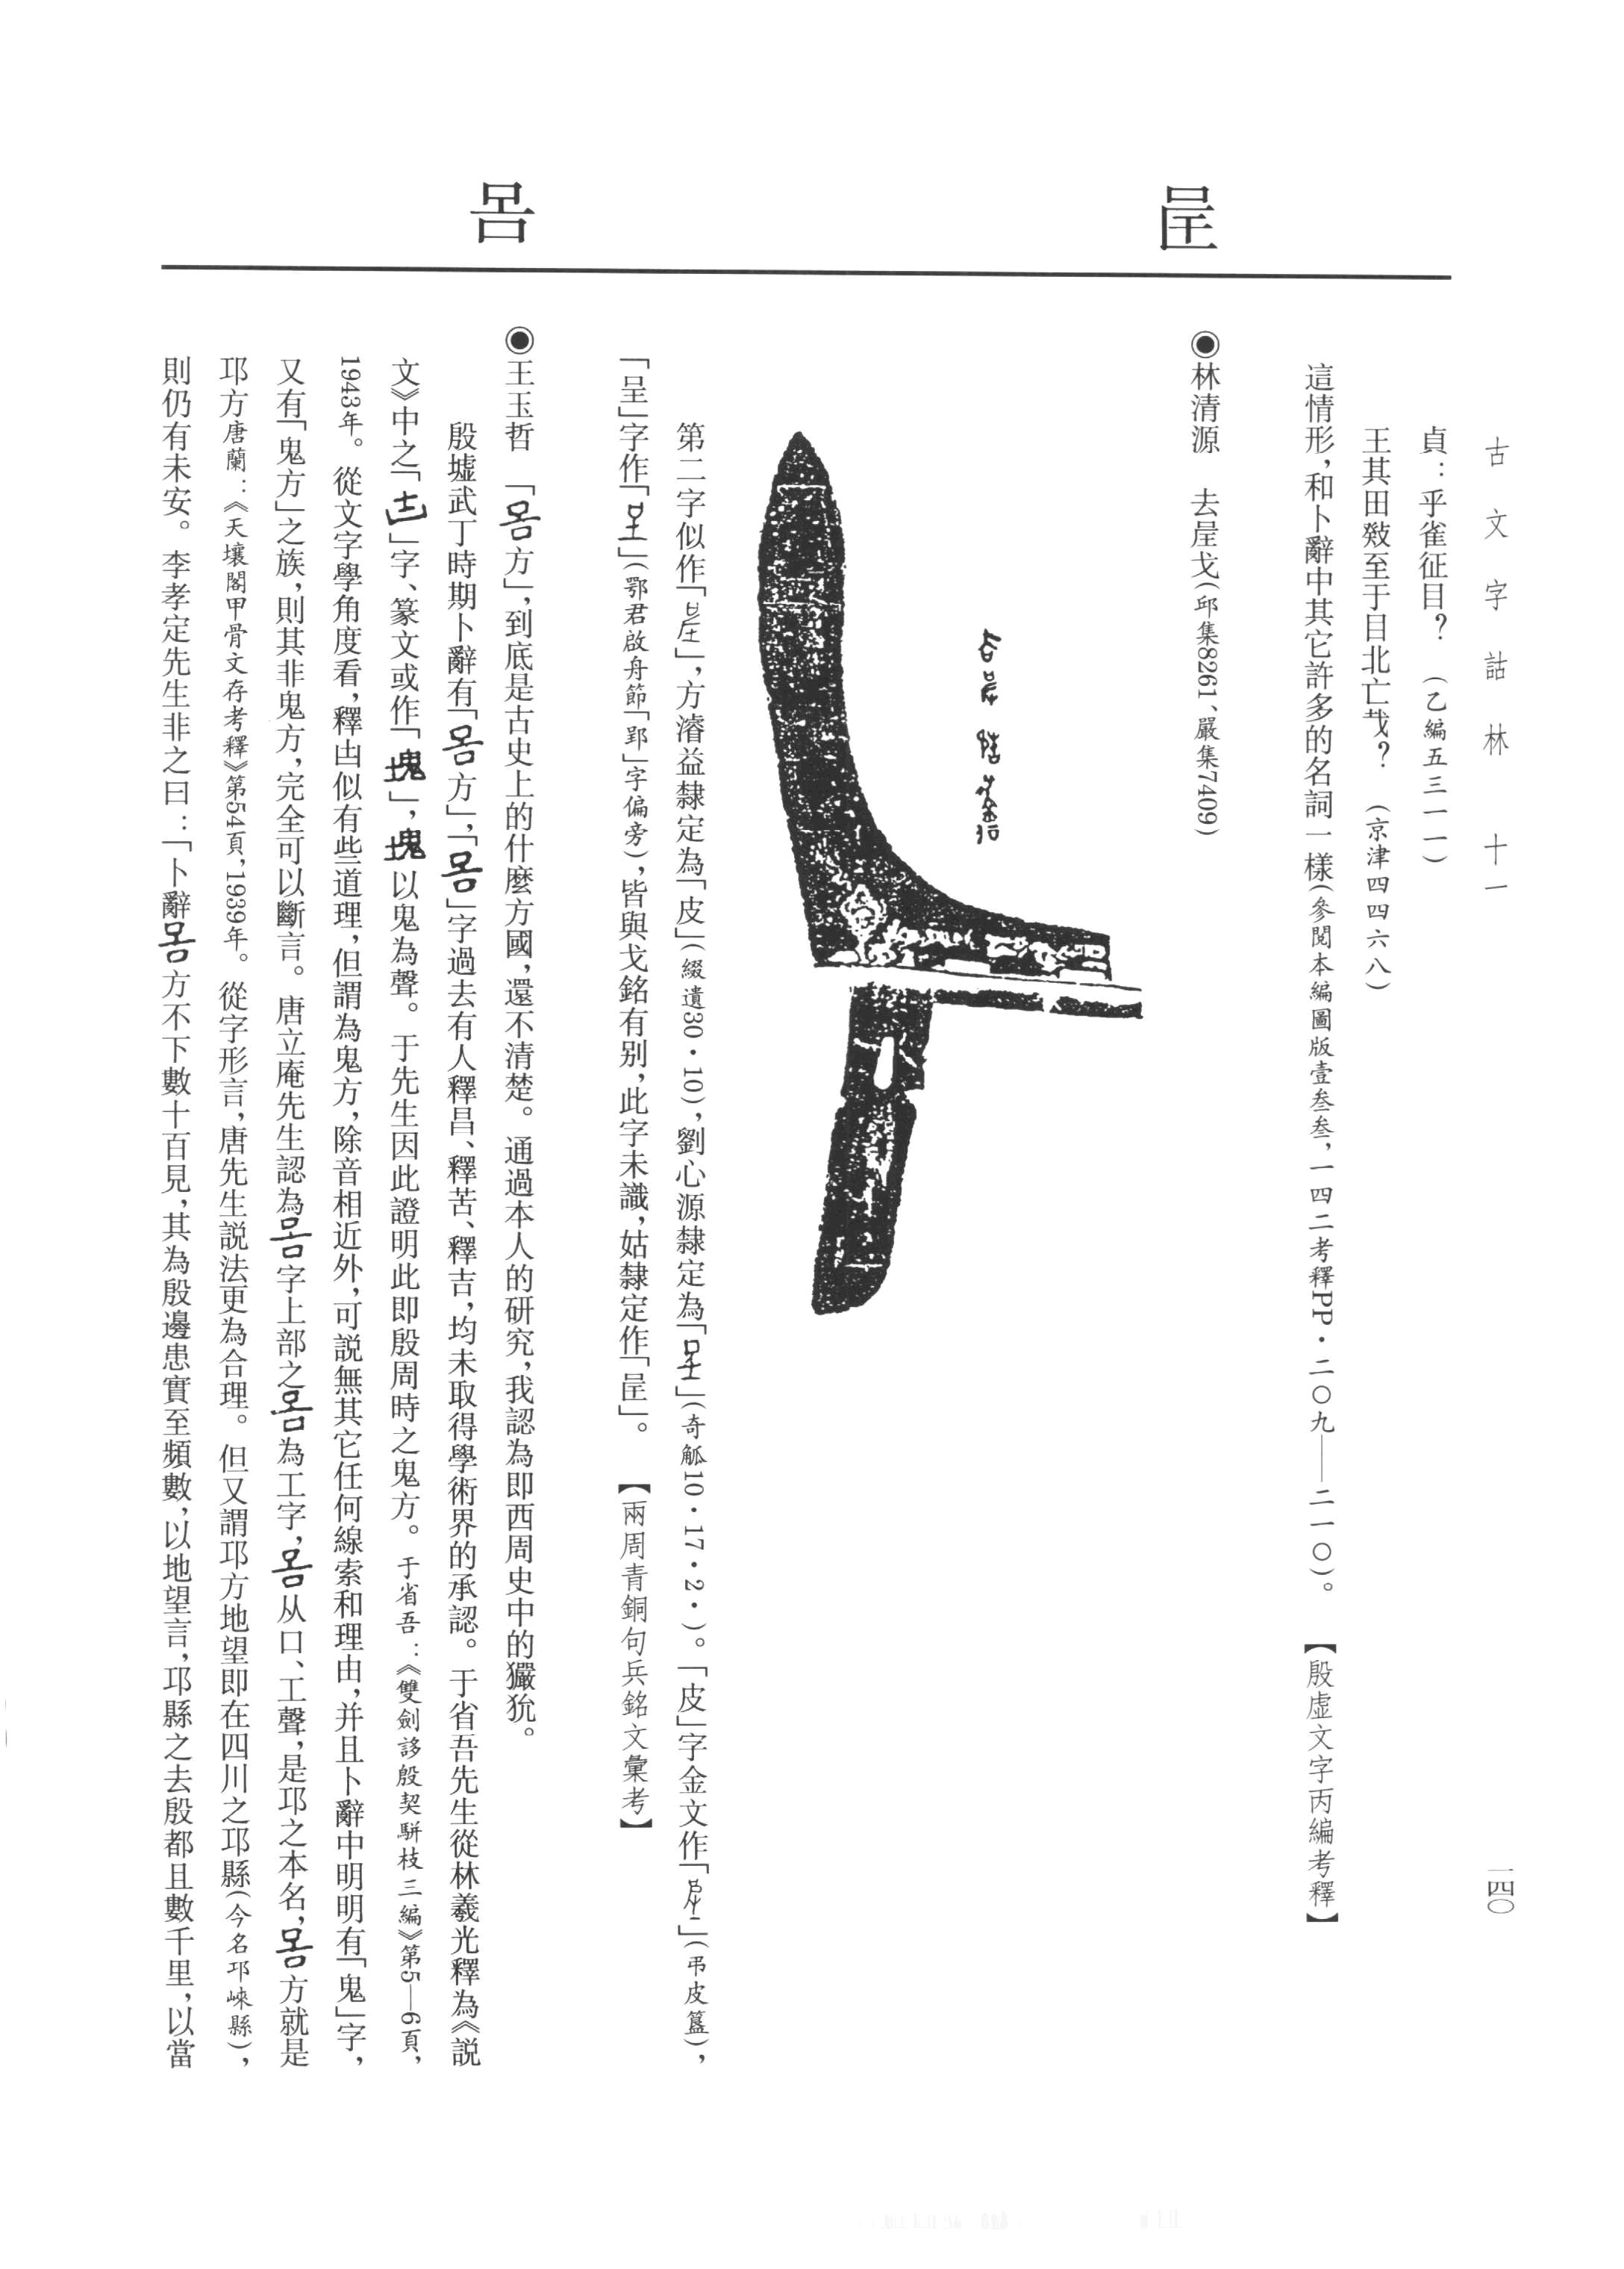 古文字詁林 十一
一四〇
貞：乎雀征目？（乙編五三一一）
王其田斆至于目北亡𢦏？（京津四四六八）
這情形，和卜辭中其它許多的名詞一樣（參閱本編圖版壹叁叁，一四二考釋PP·二〇九——二一〇）。【殷虛文字丙編考釋】
◉林清源 去戈（邱集8261、嚴集7409）
第二字似作「」，方濬益隸定為「皮」（綴遺30·10），劉心源隸定為「」（奇觚10·17·2·）。「皮」字金文作「」（弔皮簋），
「呈」字作「」（鄂君啟舟節「郢」字偏旁），皆與戈銘有別，此字未識，姑隸定作「」。【兩周青銅句兵銘文彙考】
𠮯
◉王玉哲 「方」，到底是古史上的什麼方國，還不清楚。通過本人的研究，我認為即西周史中的玁狁。
殷墟武丁時期卜辭有「方」，「」字過去有人釋昌、釋苦、釋吉，均未取得學術界的承認。于省吾先生從林義光釋為《說
文》中之「凷」字、篆文或作「塊」，塊以鬼為聲。于先生因此證明此即殷周時之鬼方。于省吾：《雙劍誃殷契駢枝三編》第5—6頁，
1943年。從文字學角度看，釋凷似有些道理，但謂為鬼方，除音相近外，可說無其它任何線索和理由，并且卜辭中明明有「鬼」字，
又有「鬼方」之族，則其非鬼方，完全可以斷言。唐立庵先生認為字上部之為工字，从口、工聲，是邛之本名，方就是
邛方唐蘭：《天壤閣甲骨文存考釋》第54頁，1939年。從字形言，唐先生說法更為合理。但又謂邛方地望即在四川之邛縣（今名邛崍縣），
則仍有未安。李孝定先生非之曰：「卜辭方不下數十百見，其為殷邊患實至頻數，以地望言，邛縣之去殷都且數千里，以當